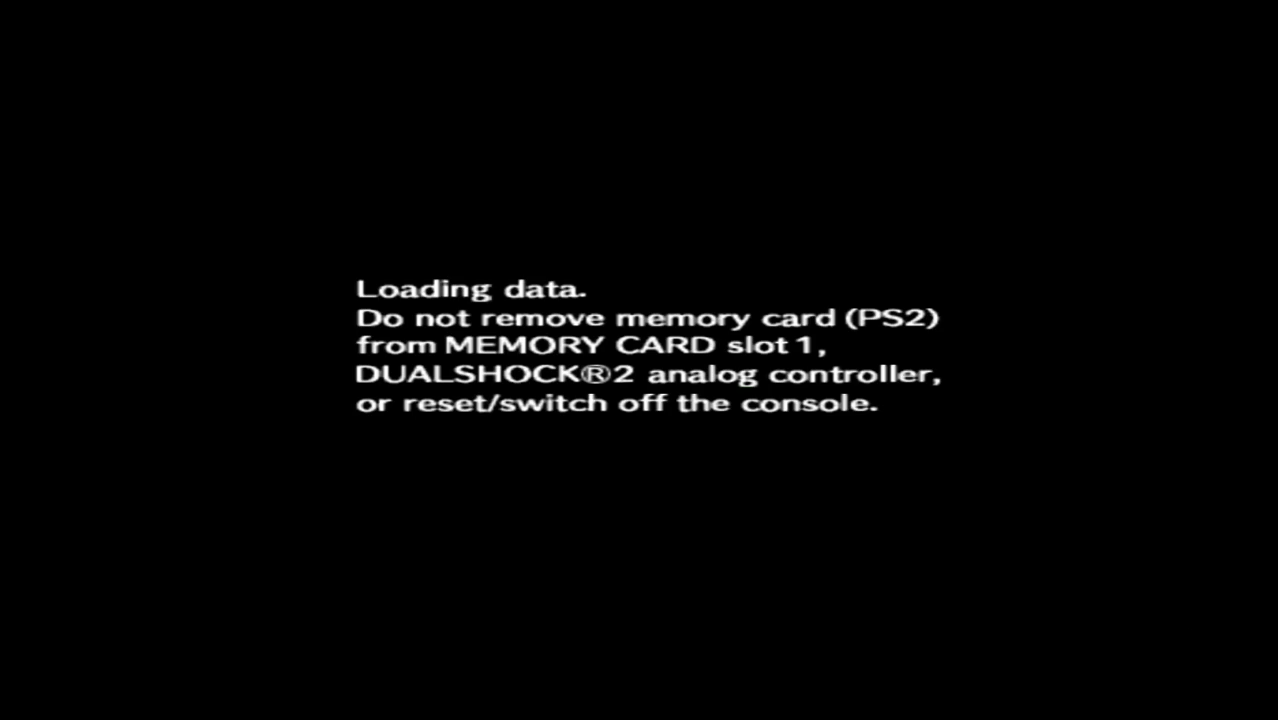 Loading data.
Do not remove memory card (PS2)
from MEMORY CARD slot 1,
DUALSHOCK®2 analog controller,
or reset/switch off the console.